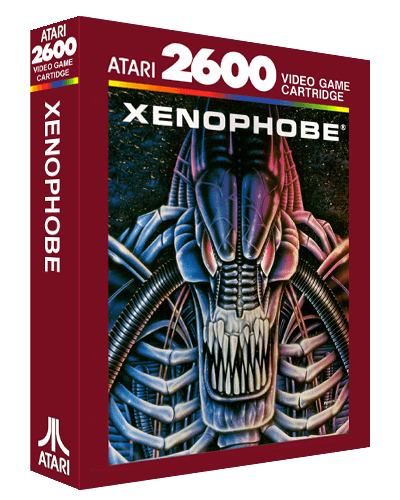 ATARI
2600
VIDEO GAME
CARTRIDGE
XENOPHOBE
ATARI
ATARI 2600 VIDEO GAME
CARTRIDGE
XENOPHOBE®